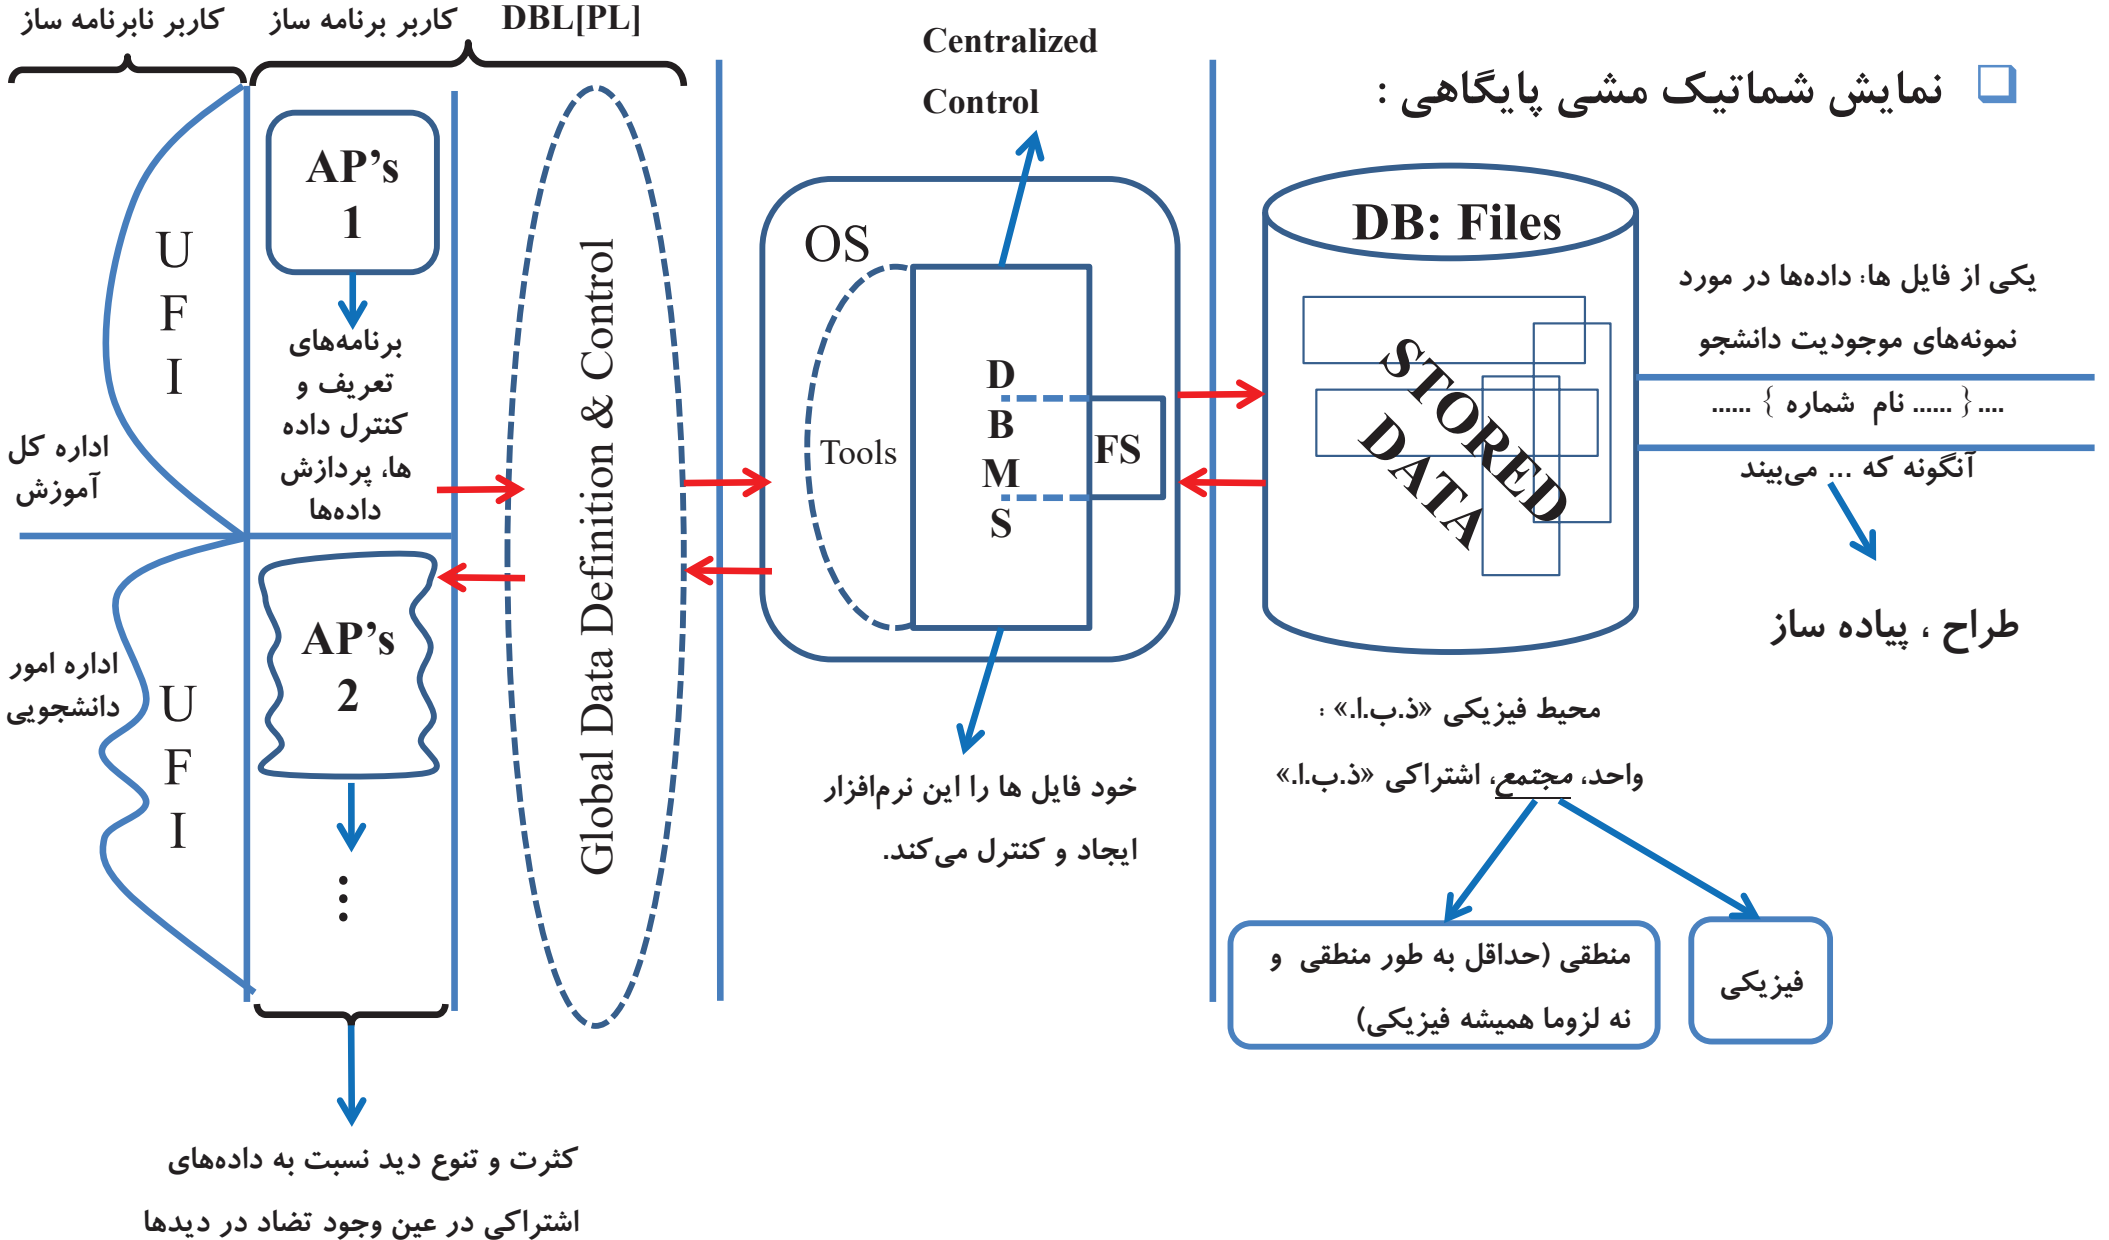 نمایش شماتیک مشی پایگاهی :
کاربر نابرنامه ساز
کاربر برنامه ساز
DBL[PL]
Centralized
Control
U
F
I
اداره کل
آموزش
AP's
1
برنامه‌های
تعریف و
کنترل داده
ها، پردازش
داده‌ها
اداره امور
دانشجویی
U
F
I
AP's
2
...
کثرت و تنوع دید نسبت به داده‌های
اشتراکی در عین وجود تضاد در دیدها
Global Data Definition & Control
OS
Tools
D
B
M
S
FS
خود فایل ها را این نرم‌افزار
ایجاد و کنترل می‌کند.
DB: Files
STORED
DATA
یکی از فایل ها: داده‌ها در مورد
نمونه‌های موجودیت دانشجو
....{ ...... نام شماره } ......
آنگونه که ... می‌بیند
طراح ، پیاده ساز
محیط فیزیکی «ذ.ب.ا.» :
واحد، مجتمع، اشتراکی «ذ.ب.ا.»
منطقی (حداقل به طور منطقی و
نه لزوما همیشه فیزیکی)
فیزیکی